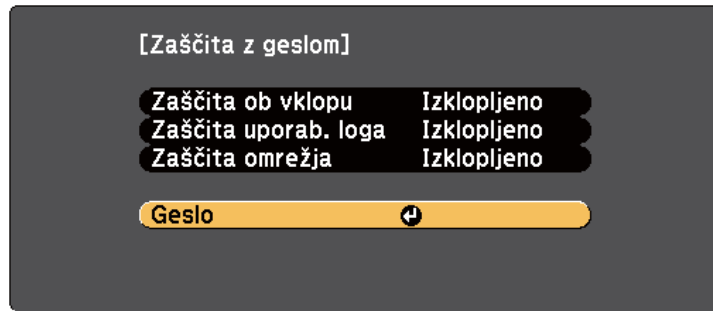 [Zaščita z geslom]
Zaščita ob vklopu Izklopljeno
Zaščita uporab. loga Izklopljeno
Zaščita omrežja Izklopljeno
Geslo